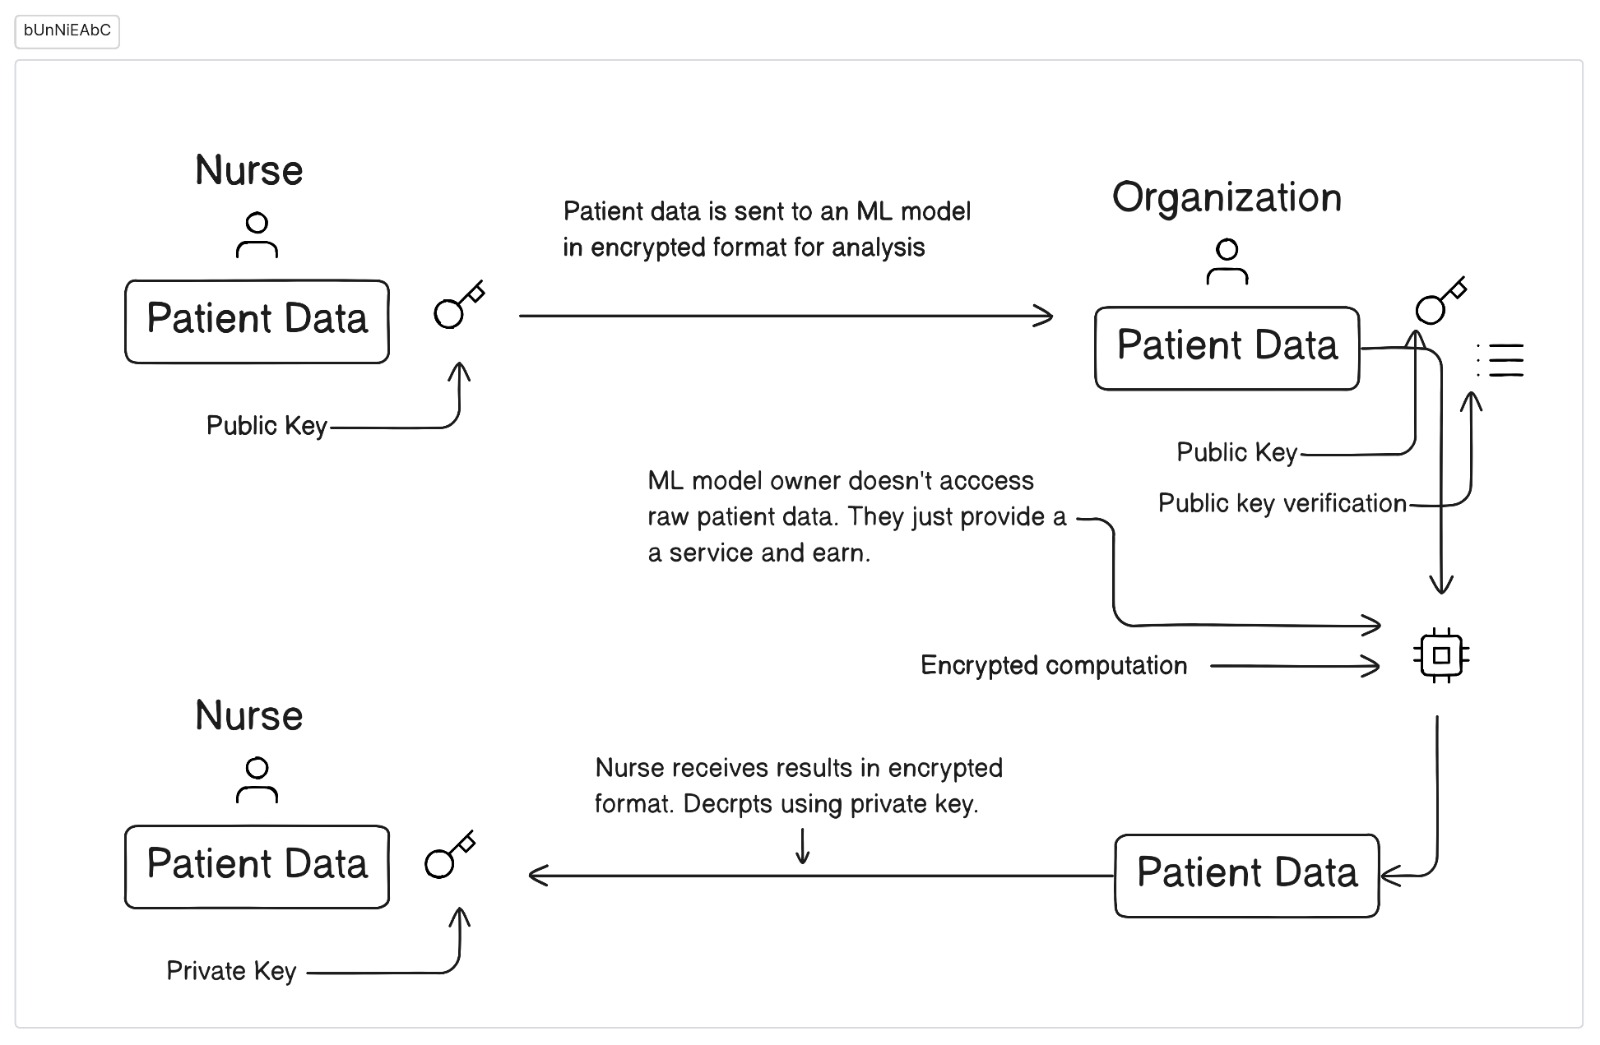 bUnNiEAbC
Nurse
Patient data is sent to an ML model
in encrypted format for analysis
Organization
Patient Data
Patient Data
Public Key
Public Key
Public key verification
ML model owner doesn't acccess
raw patient data. They just provide a
a service and earn.
Encrypted computation
Nurse
Nurse receives results in encrypted
format. Decrpts using private key.
Patient Data
Patient Data
Private Key